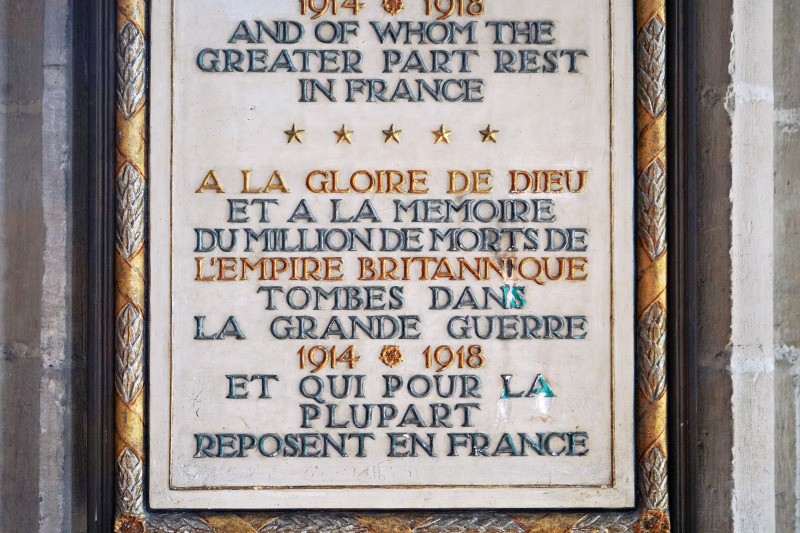 1914 1918
AND OF WHOM THE
GREATER PART REST
IN FRANCE
A LA GLOIRE DE DIEU
ET A LA MEMOIRE
DU MILLION DE MORTS DE
L'EMPIRE BRITANNIQUE
TOMBES DANS
LA GRANDE GUERRE
1914 1918
ET QUI POUR LA
PLUPART
REPOSENT EN FRANCE